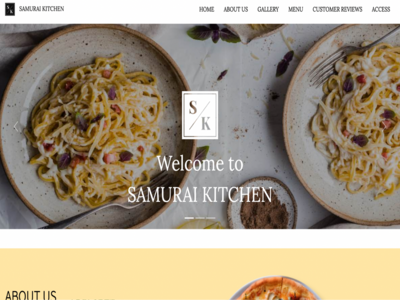 SAMURAI KITCHEN
HOME ABOUT US GALLERY MENU CUSTOMER REVIEWS ACCESS
S
K
Welcome to
SAMURAI KITCHEN
ABOUT US